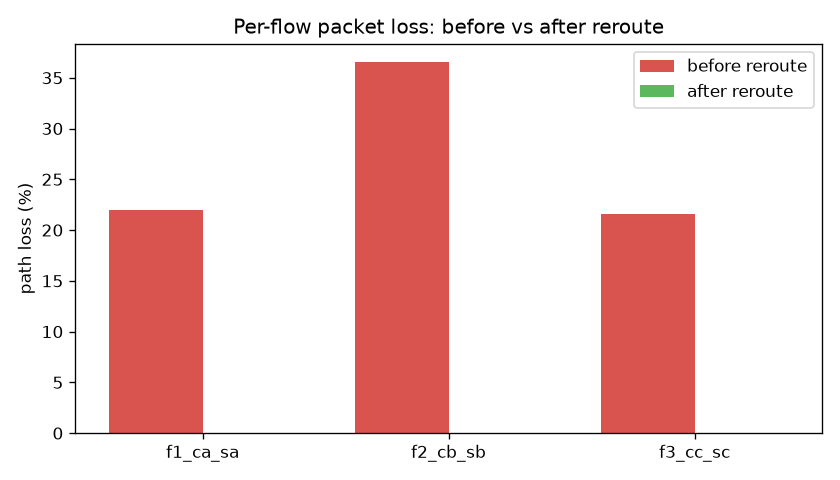 Per-flow packet loss: before vs after reroute
before reroute
after reroute
path loss (%)
35
30
25
20
15
10
5
0
f1_ca_sa
f2_cb_sb
f3_cc_sc